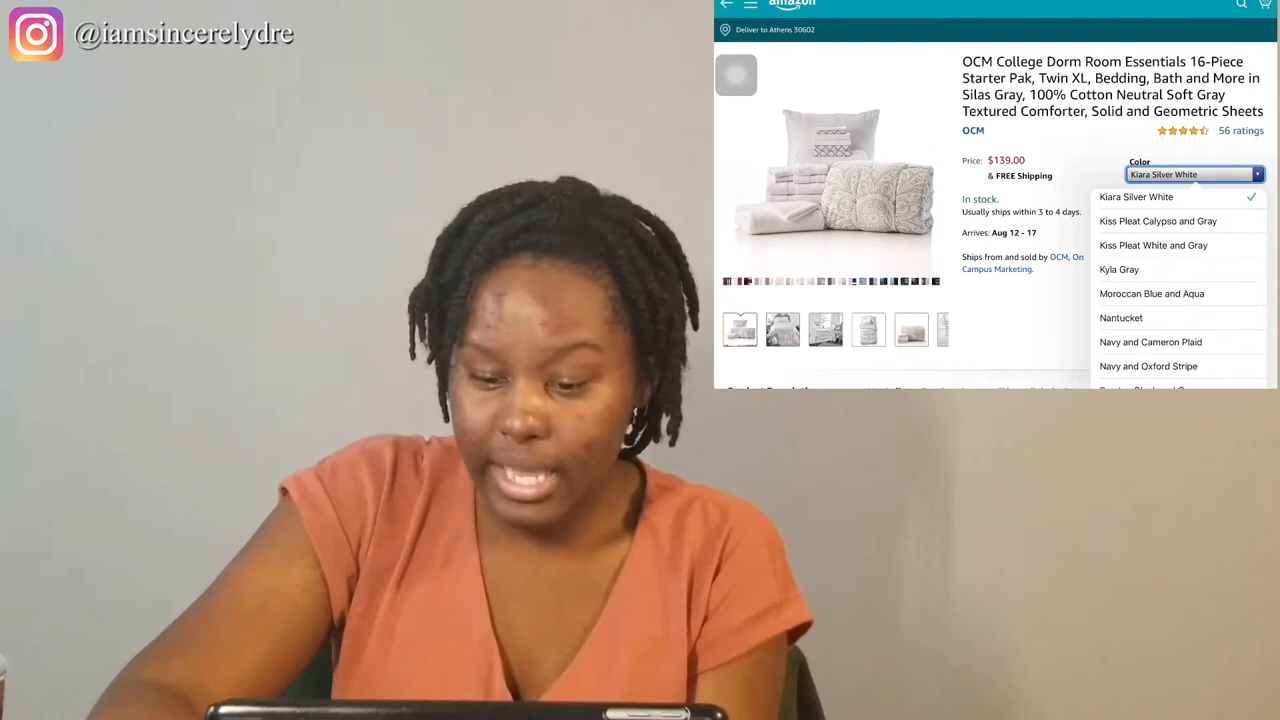 @iamsincerelydre
amazon
Deliver to Athens 30602
OCM College Dorm Room Essentials 16-Piece
Starter Pak, Twin XL, Bedding, Bath and More in
Silas Gray, 100% Cotton Neutral Soft Gray
Textured Comforter, Solid and Geometric Sheets
OCM
56 ratings
Price: $139.00
& FREE Shipping
Color
Kiara Silver White
In stock.
Usually ships within 3 to 4 days.
Arrives: Aug 12 - 17
Ships from and sold by OCM, On
Campus Marketing.
Kiara Silver White
Kiss Pleat Calypso and Gray
Kiss Pleat White and Gray
Kyla Gray
Moroccan Blue and Aqua
Nantucket
Navy and Cameron Plaid
Navy and Oxford Stripe